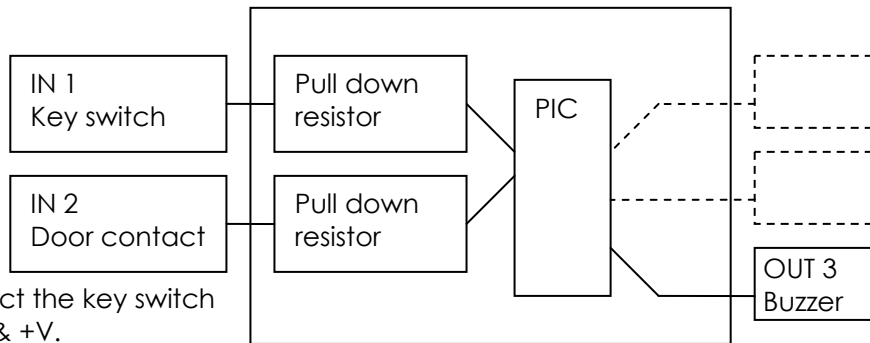 IN 1
Key switch
Pull down
resistor
PIC
IN 2
Door contact
Pull down
resistor
OUT 3
Buzzer
ct the key switch
& +V.